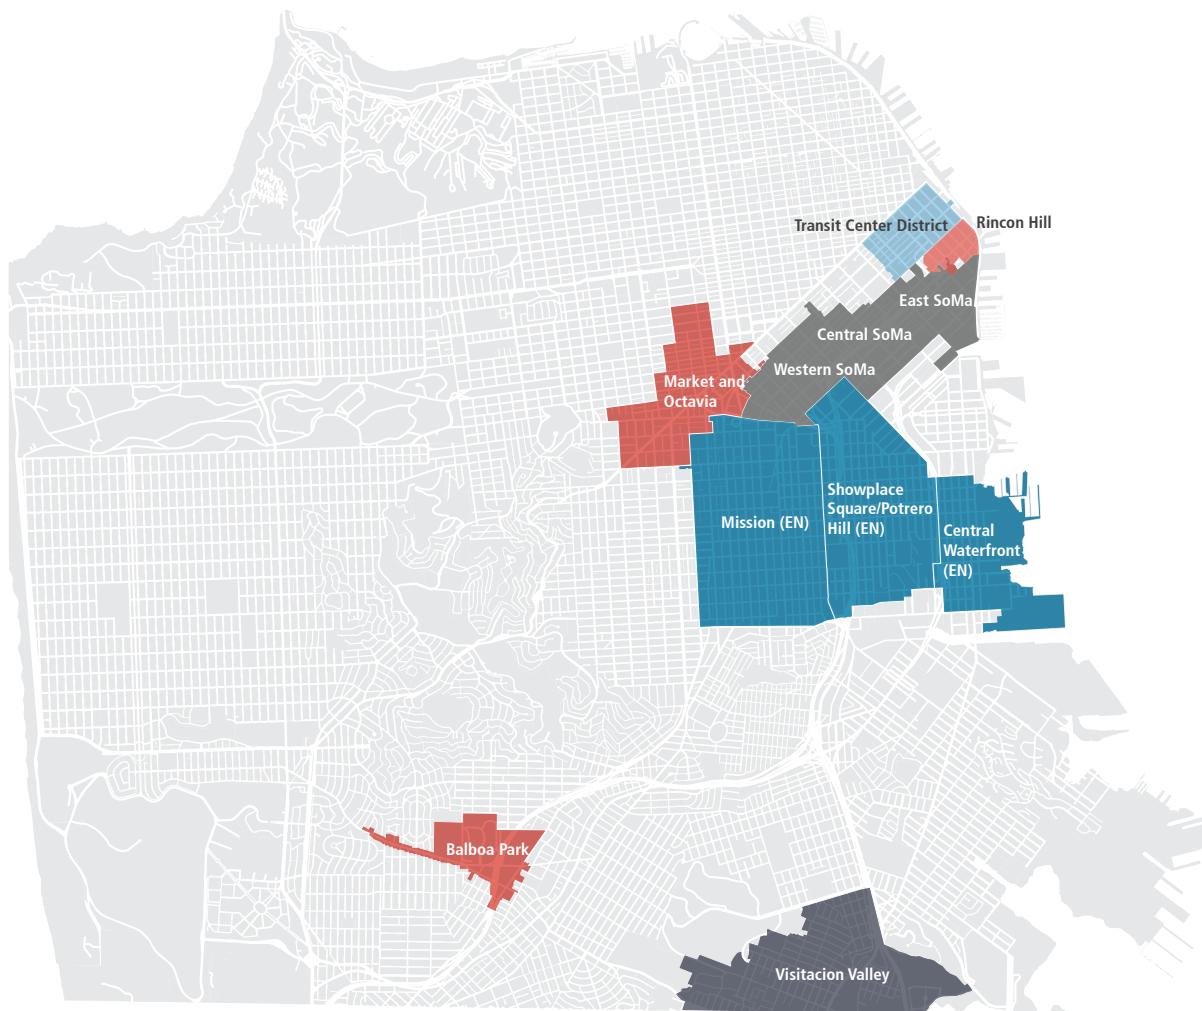 Transit Center District
Rincon Hill
East SoMa
Central SoMa
Western SoMa
Market and
Octavia
Showplace
Square/Potrero
Hill (EN)
Mission (EN)
Central
Waterfront
(EN)
Balboa Park
Visitacion Valley